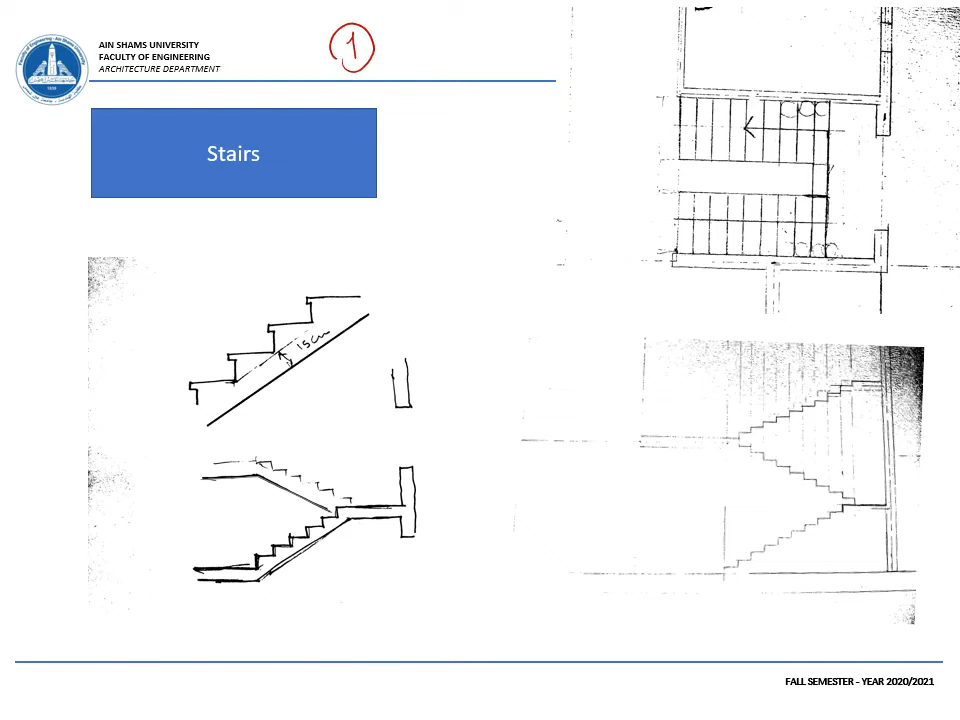 AIN SHAMS UNIVERSITY
FACULTY OF ENGINEERING
ARCHITECTURE DEPARTMENT
1
Stairs
15cm
FALL SEMESTER - YEAR 2020/2021